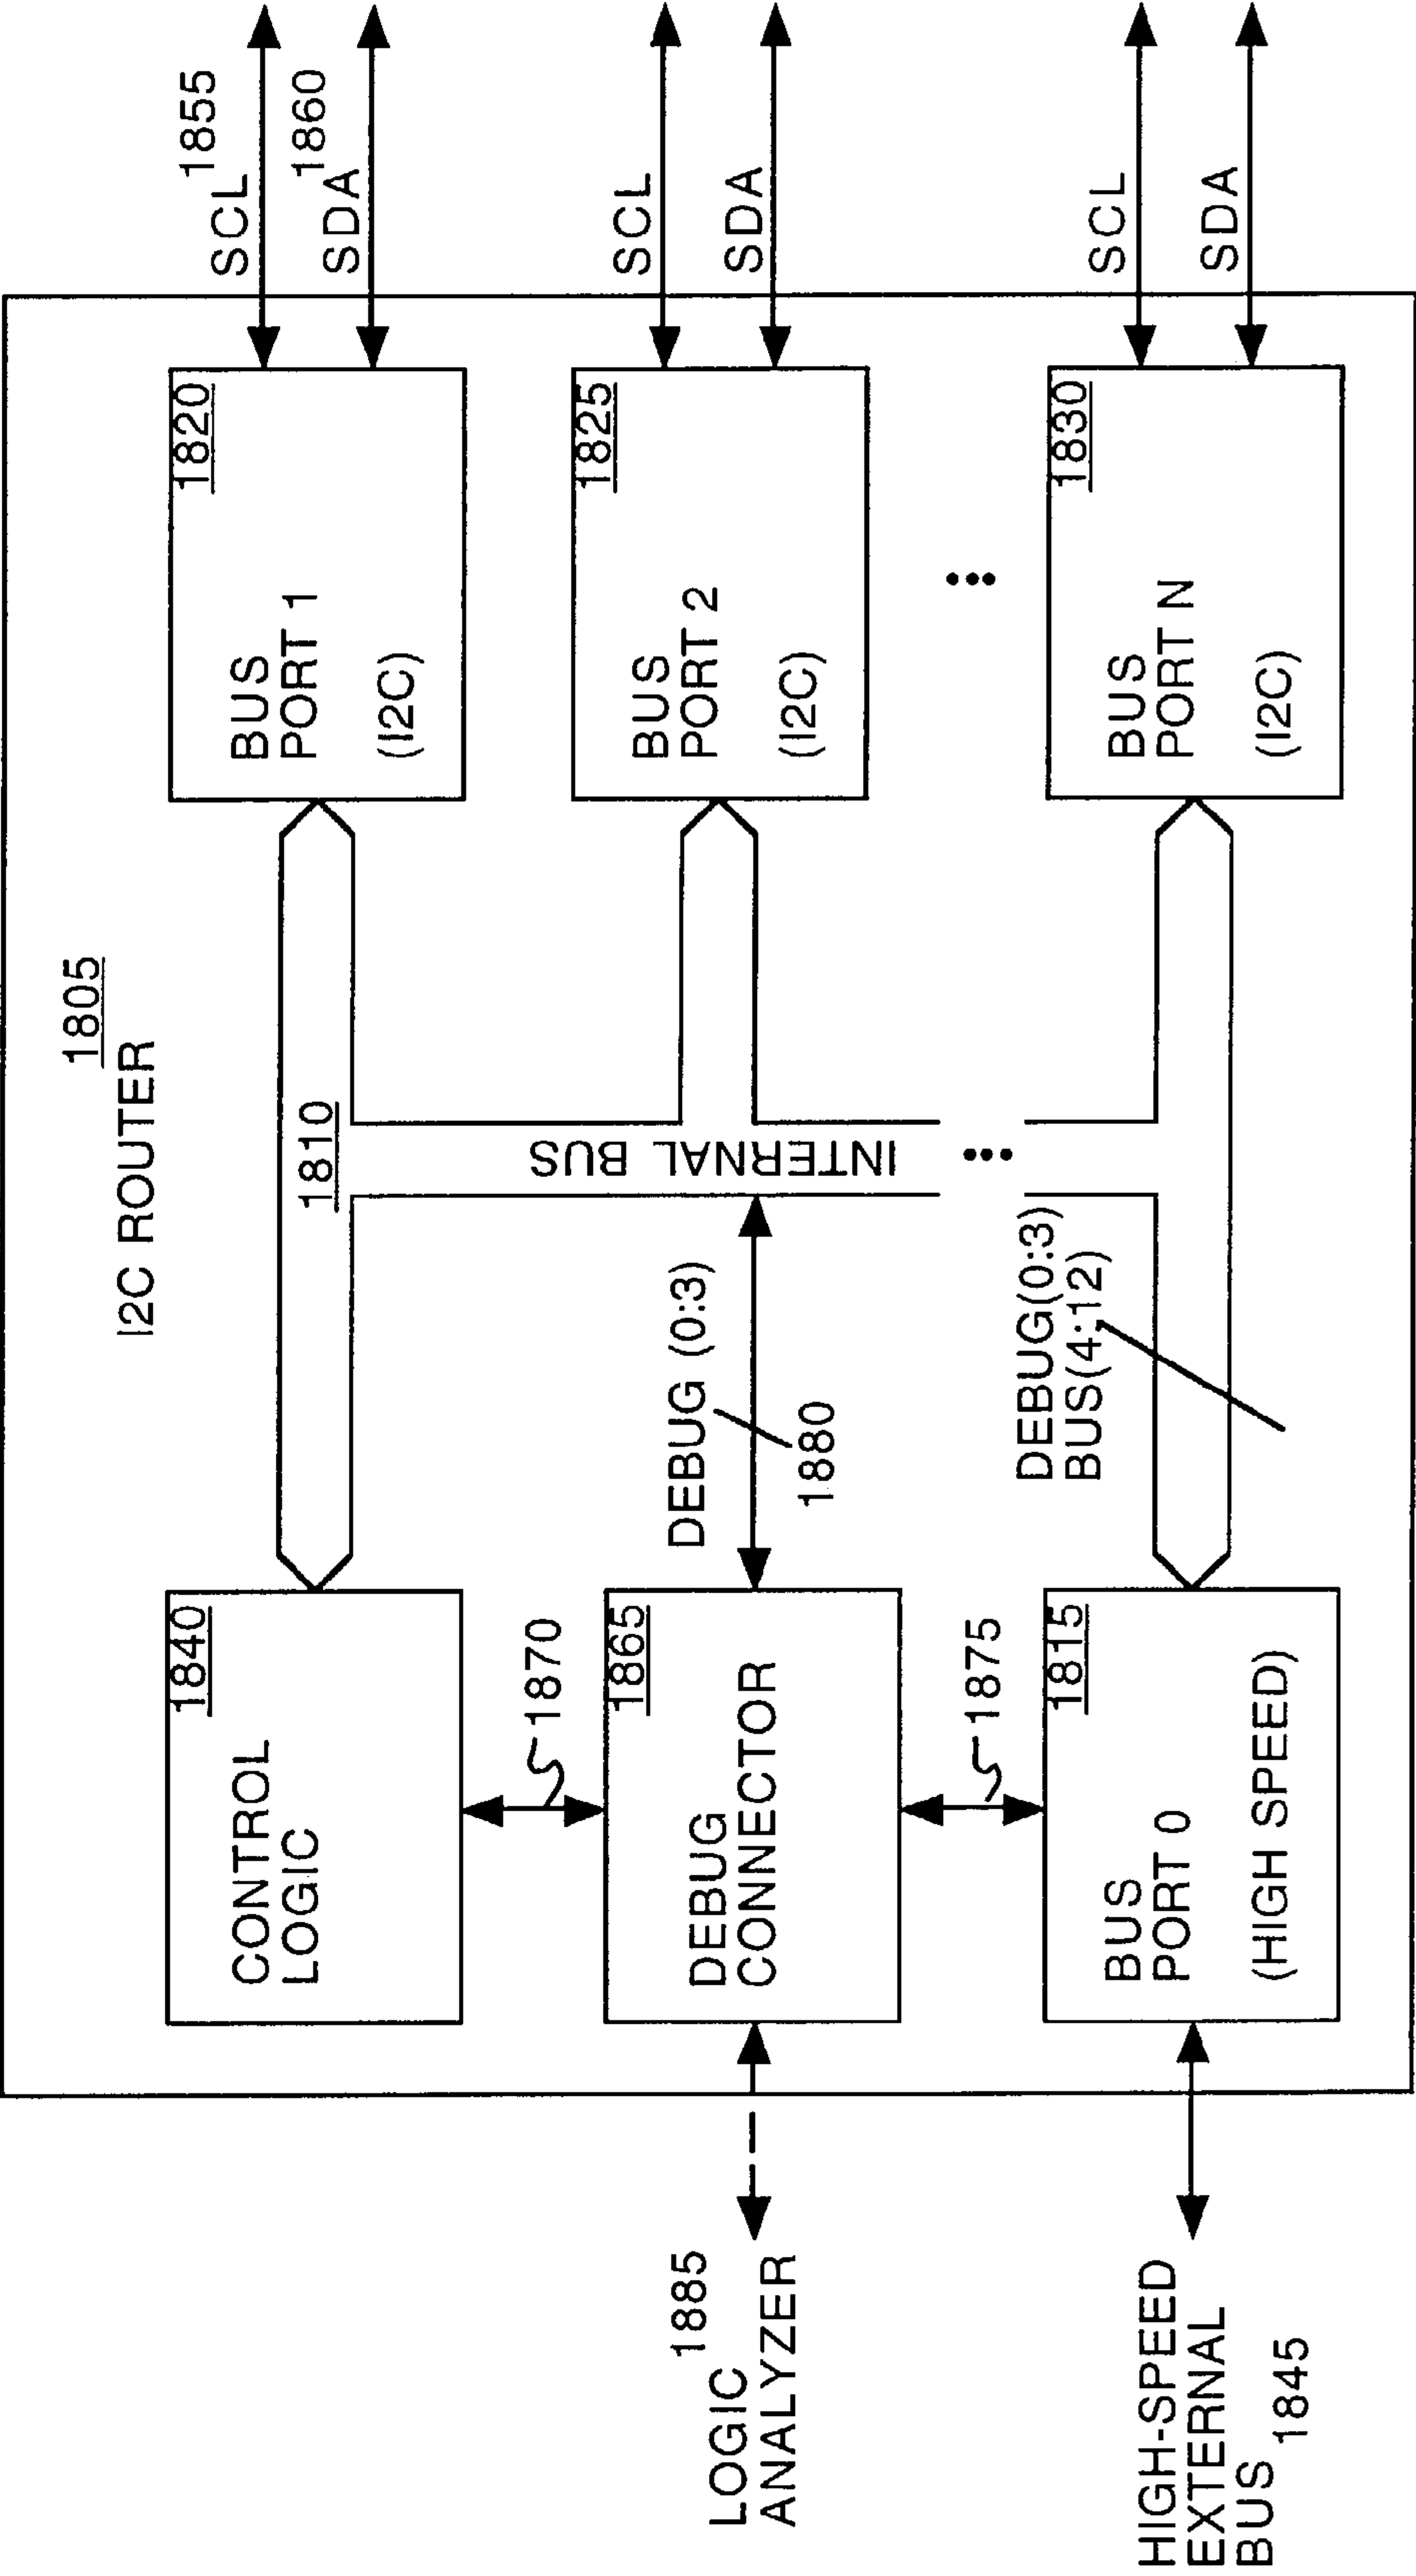 1805
I2C ROUTER
1840
CONTROL
LOGIC
1810
1820
BUS
PORT 1
(I2C)
SCL
1855
SDA
1860
1870
LOGIC
ANALYZER
1885
1865
DEBUG
CONNECTOR
DEBUG (0:3)
1880
INTERNAL BUS
1825
BUS
PORT 2
(I2C)
SCL
SDA
1875
HIGH-SPEED
EXTERNAL
BUS
1845
1815
BUS
PORT 0
(HIGH SPEED)
DEBUG(0:3)
BUS(4:12)
1830
BUS
PORT N
(I2C)
SCL
SDA